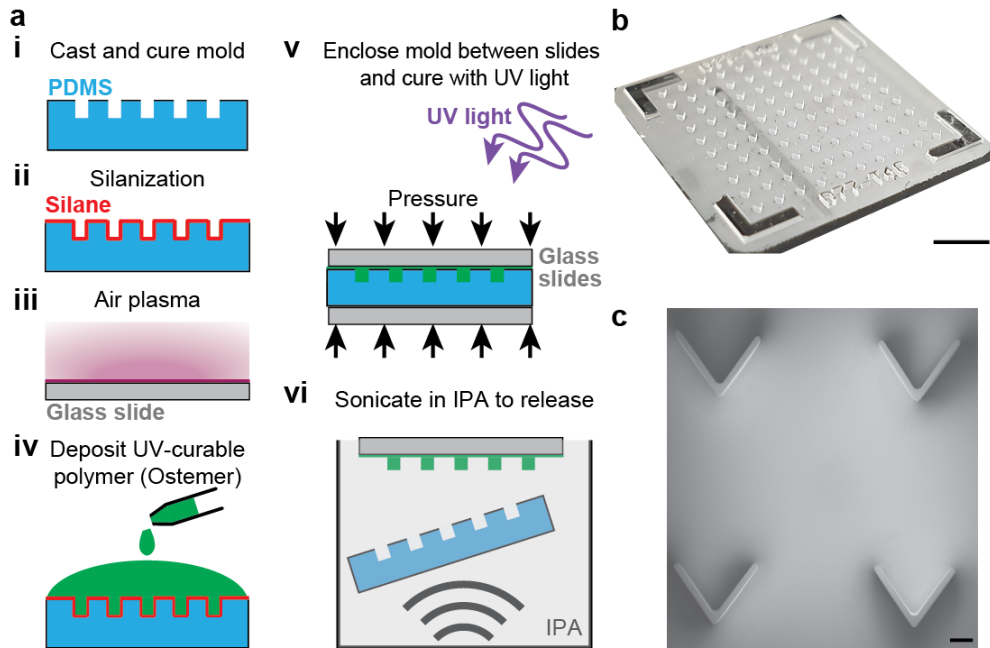 a
i Cast and cure mold
PDMS
ii Silanization
Silane
iii Air plasma
Glass slide
iv Deposit UV-curable
polymer (Ostemer)
v Enclose mold between slides
and cure with UV light
UV light
Pressure
Glass
slides
vi Sonicate in IPA to release
IPA
b
c